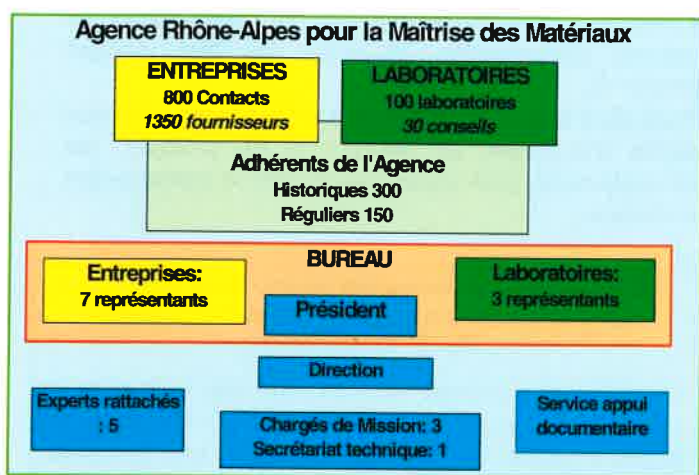 Agence Rhône-Alpes pour la Maîtrise des Matériaux
ENTREPRISES
800 Contacts
1350 fournisseurs
LABORATOIRES
100 laboratoires
30 conseils
Adhérents de l'Agence
Historiques 300
Réguliers 150
BUREAU
Entreprises:
7 représentants
Président
Laboratoires:
3 représentants
Direction
Experts rattachés
: 5
Chargés de Mission: 3
Secrétariat technique: 1
Service appui
documentaire